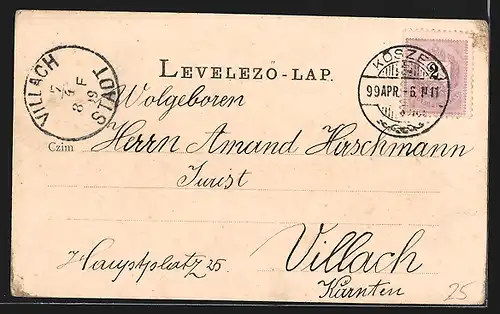 LEVELEZŐ-LAP.
VILLACH
STADT
KŐSZEG
99 APR. -6.
Wolgeboren
Herrn Amand Hirschmann
Czim
Jurist
Hauptplatz 25.
Villach
Kärnten
25